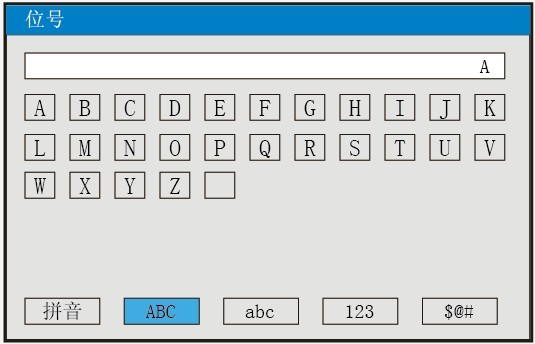 位号
A
A B C D E F G H I J K
L M N O P Q R S T U V
W X Y Z
拼音 ABC abc 123 $@#